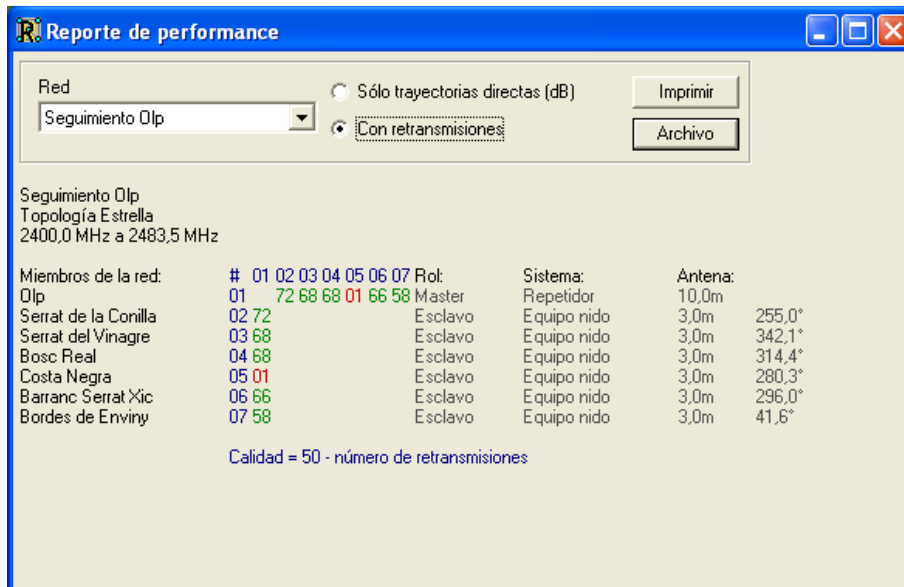 Reporte de performance
Red
Seguimiento Olp
Sólo trayectorias directas (dB)
Con retransmisiones
Imprimir
Archivo
Seguimiento Olp
Topología Estrella
2400,0 MHz a 2483,5 MHz
Miembros de la red: # 01 02 03 04 05 06 07 Rol: Sistema: Antena:
Olp 01 72 68 68 01 66 58 Master Repetidor 10,0m
Serrat de la Conilla 02 72 Esclavo Equipo nido 3,0m 255,0°
Serrat del Vinagre 03 68 Esclavo Equipo nido 3,0m 342,1°
Bosc Real 04 68 Esclavo Equipo nido 3,0m 314,4°
Costa Negra 05 01 Esclavo Equipo nido 3,0m 280,3°
Barranc Serrat Xic 06 66 Esclavo Equipo nido 3,0m 296,0°
Bordes de Enviny 07 58 Esclavo Equipo nido 3,0m 41,6°
Calidad = 50 - número de retransmisiones